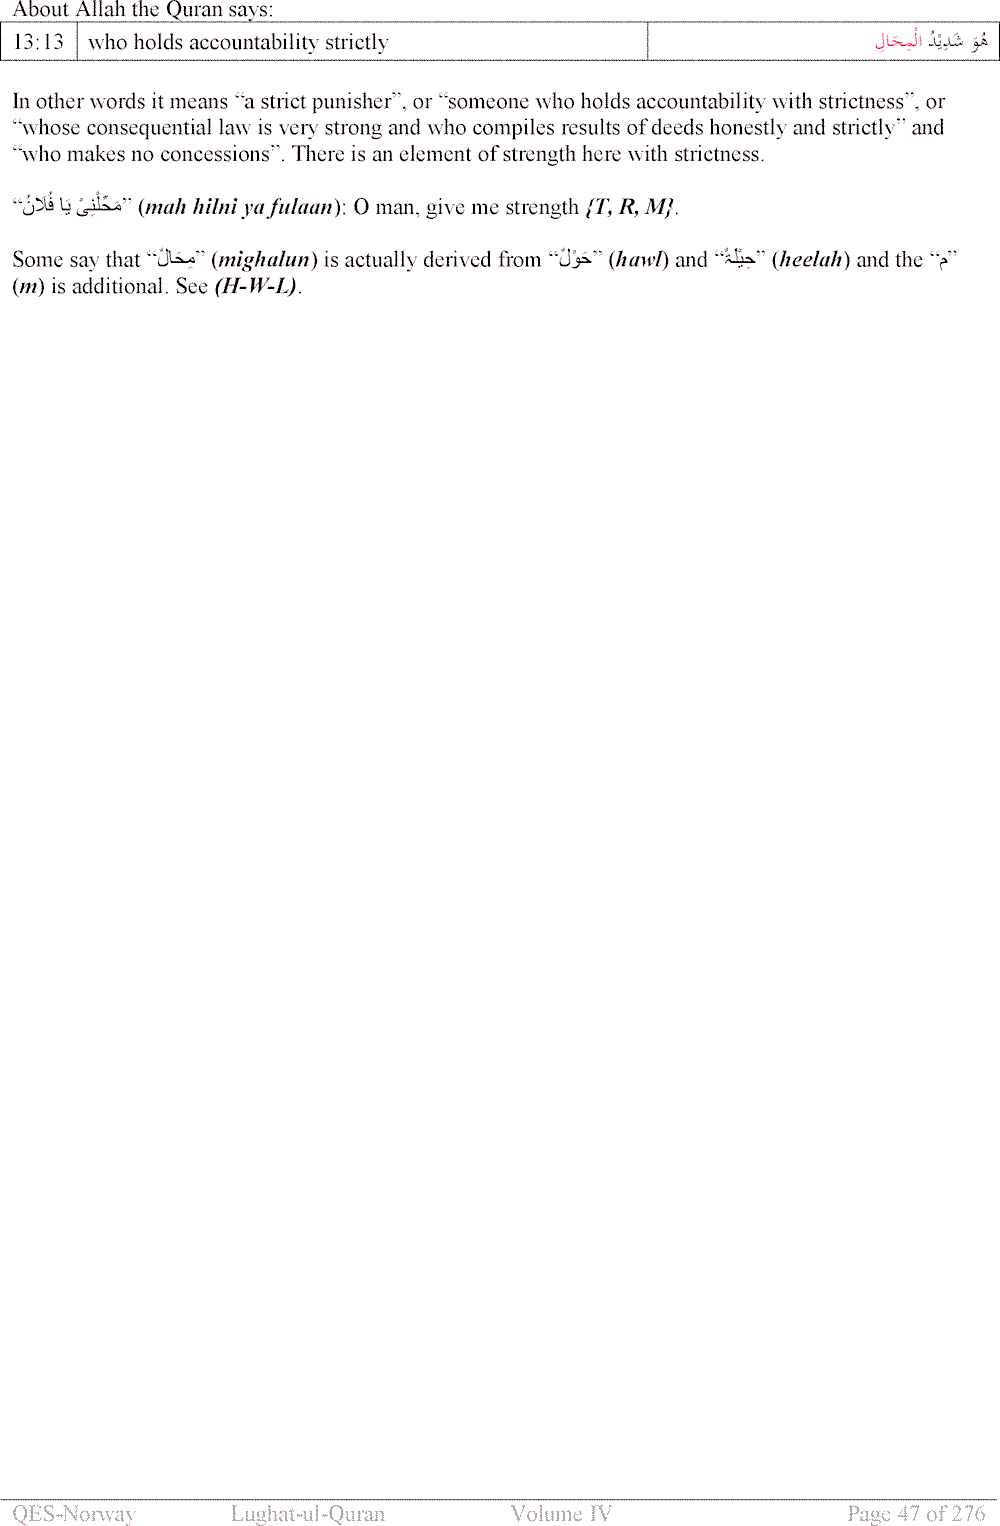 About Allah the Quran says:
13:13 who holds accountability strictly هُوَ شَدِيْدُ الْمِحَالِ
In other words it means “a strict punisher”, or “someone who holds accountability with strictness”, or
“whose consequential law is very strong and who compiles results of deeds honestly and strictly” and
“who makes no concessions”. There is an element of strength here with strictness.
“مَحِّلْنِیْ يَا فُلَانُ” (mah hilni ya fulaan): O man, give me strength {T, R, M}.
Some say that “مِحَالٌ” (mighalun) is actually derived from “حَوْلٌ” (hawl) and “حِيْلَۃٌ” (heelah) and the “م”
(m) is additional. See (H-W-L).
QES-Norway Lughat-ul-Quran Volume IV Page 47 of 276